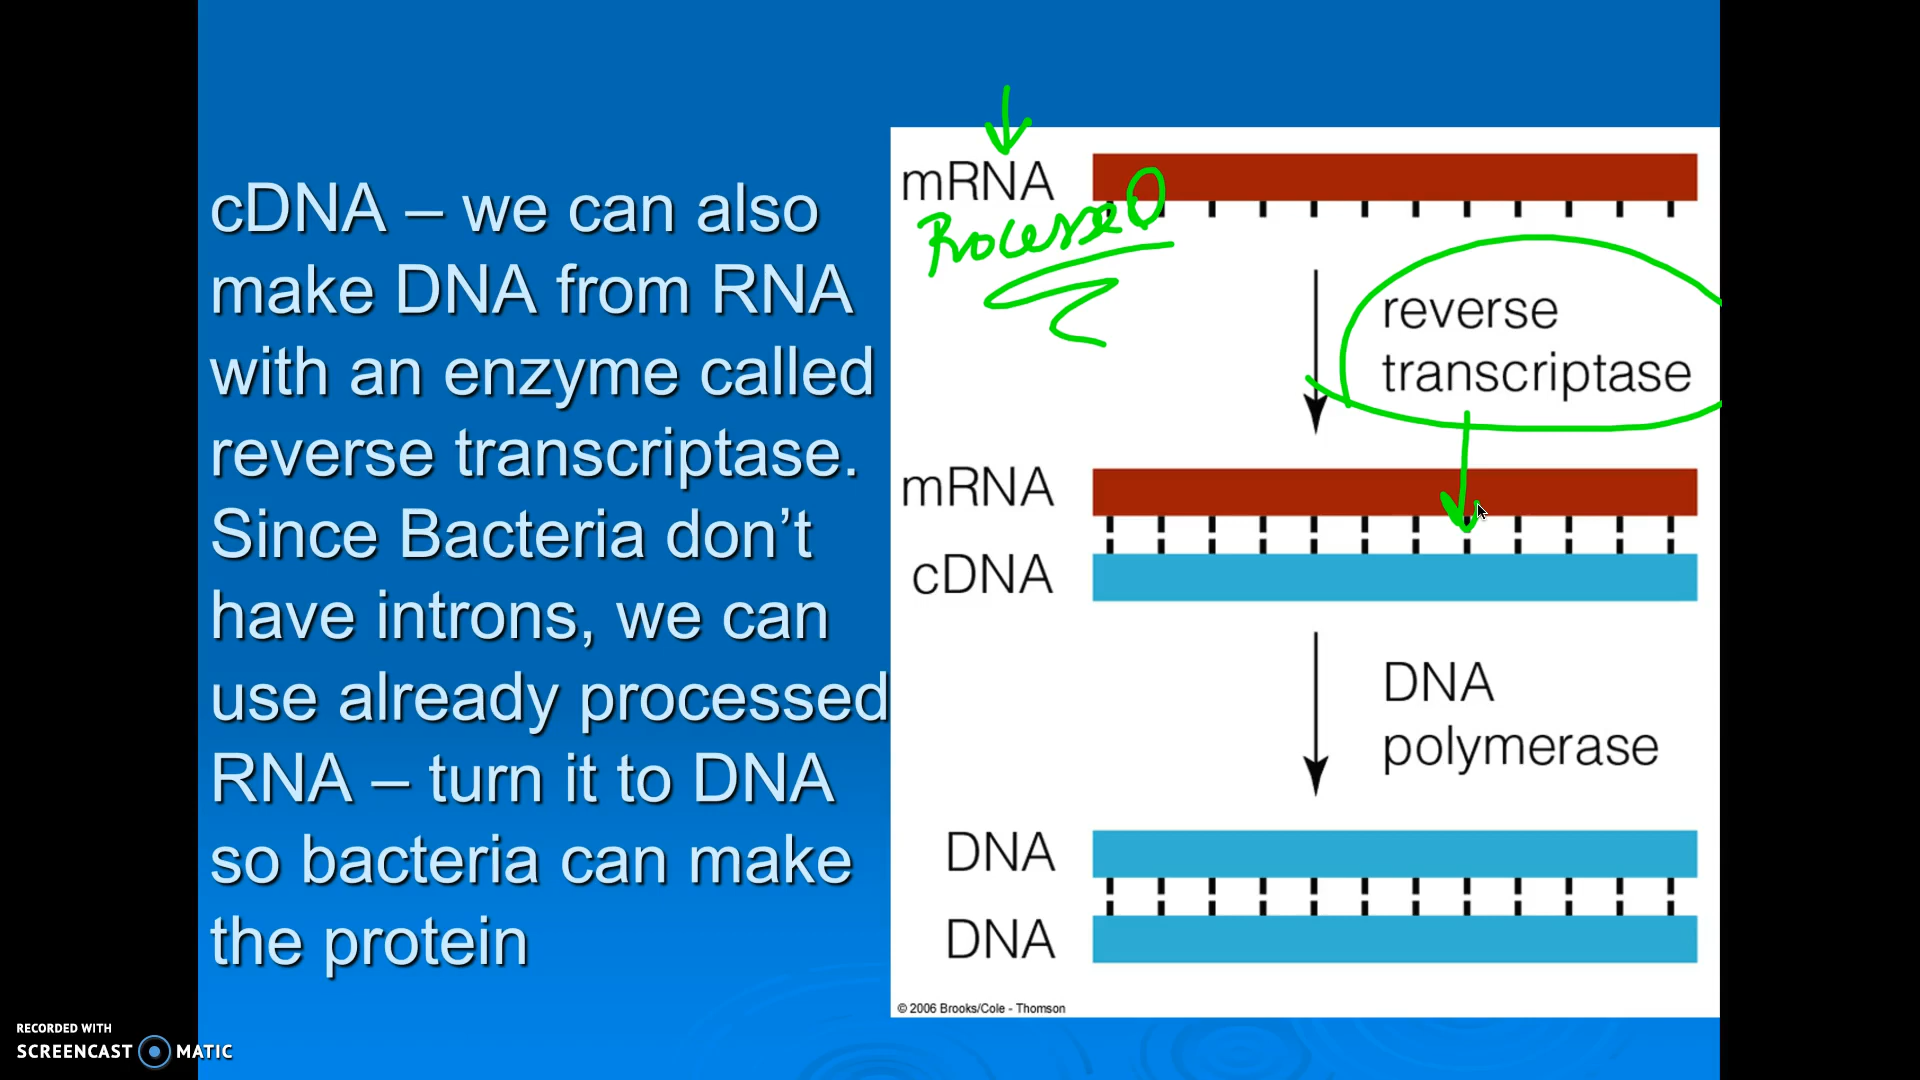 cDNA – we can also
make DNA from RNA
with an enzyme called
reverse transcriptase.
Since Bacteria don’t
have introns, we can
use already processed
RNA – turn it to DNA
so bacteria can make
the protein
mRNA
ProcesseD
reverse
transcriptase
mRNA
cDNA
DNA
polymerase
DNA
DNA
© 2006 Brooks/Cole - Thomson
RECORDED WITH
SCREENCAST MATIC